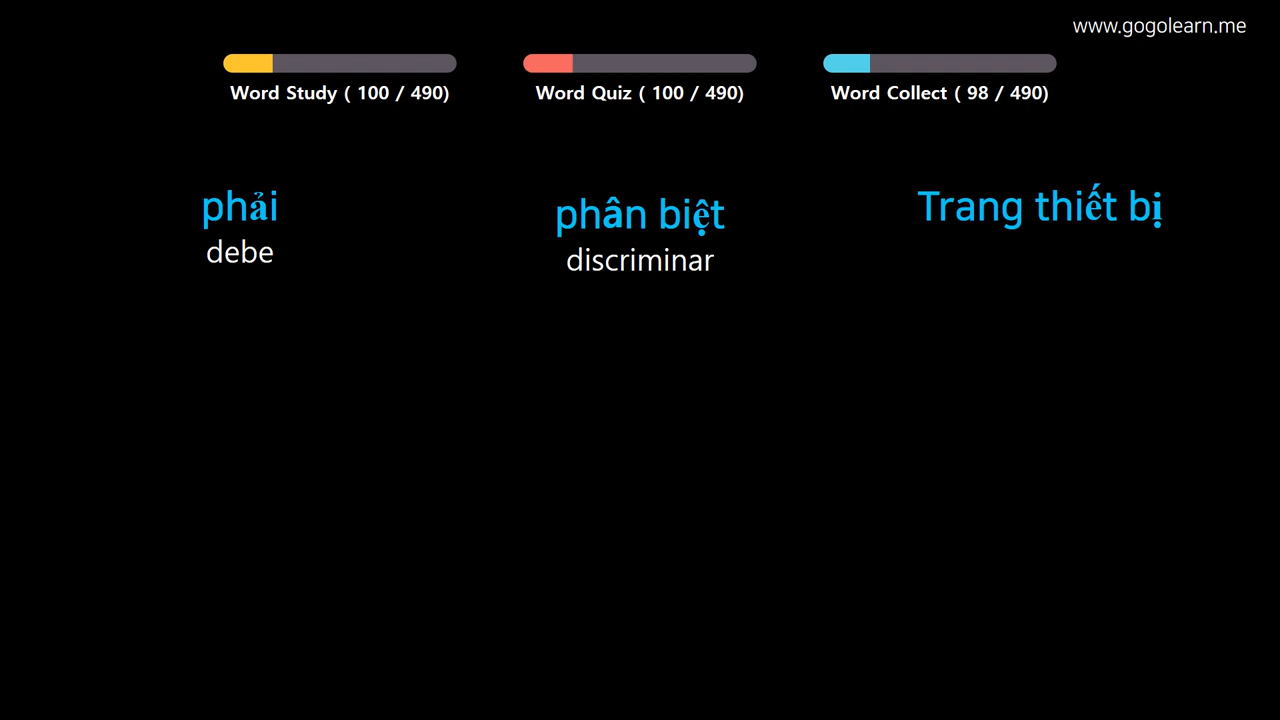 www.gogolearn.me
Word Study ( 100 / 490)
Word Quiz ( 100 / 490)
Word Collect ( 98 / 490)
phải
debe
phân biệt
discriminar
Trang thiết bị